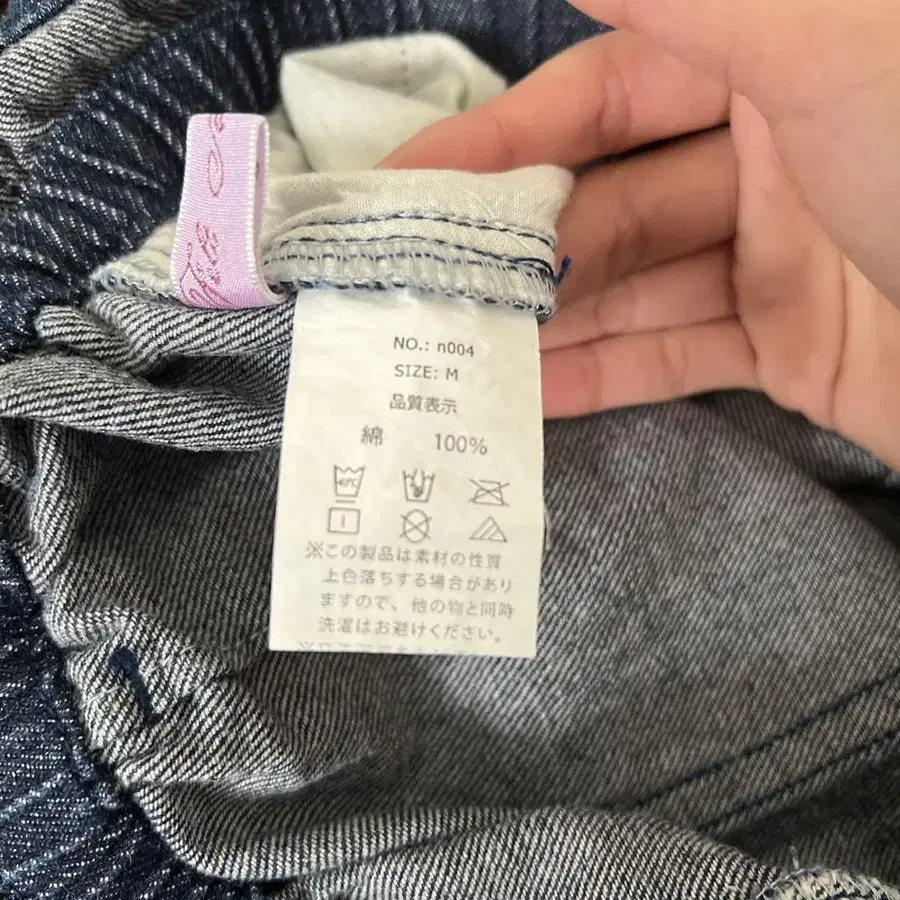 NO.: n004
SIZE: M
品質表示
綿 100%
40℃
※この製品は素材の性質
上色落ちする場合があり
ますので、他の物と同時
洗濯はお避けください。